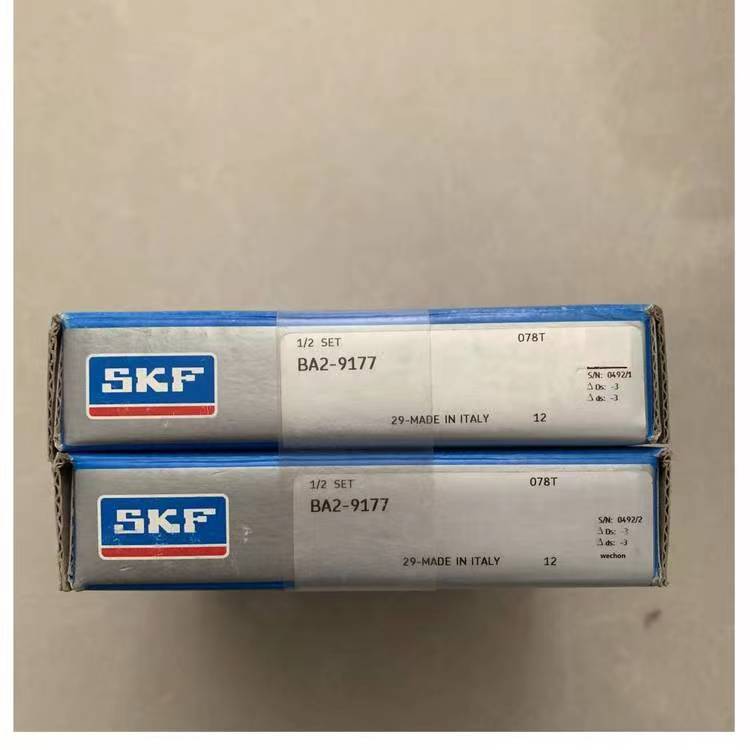 1/2 SET 078T
SKF
BA2-9177
S/N: 0492/1
Δ Ds: -3
Δ ds: -3
29-MADE IN ITALY 12
1/2 SET 078T
SKF
BA2-9177
S/N: 0492/2
Δ Ds: -3
Δ ds: -3
29-MADE IN ITALY 12
wechon